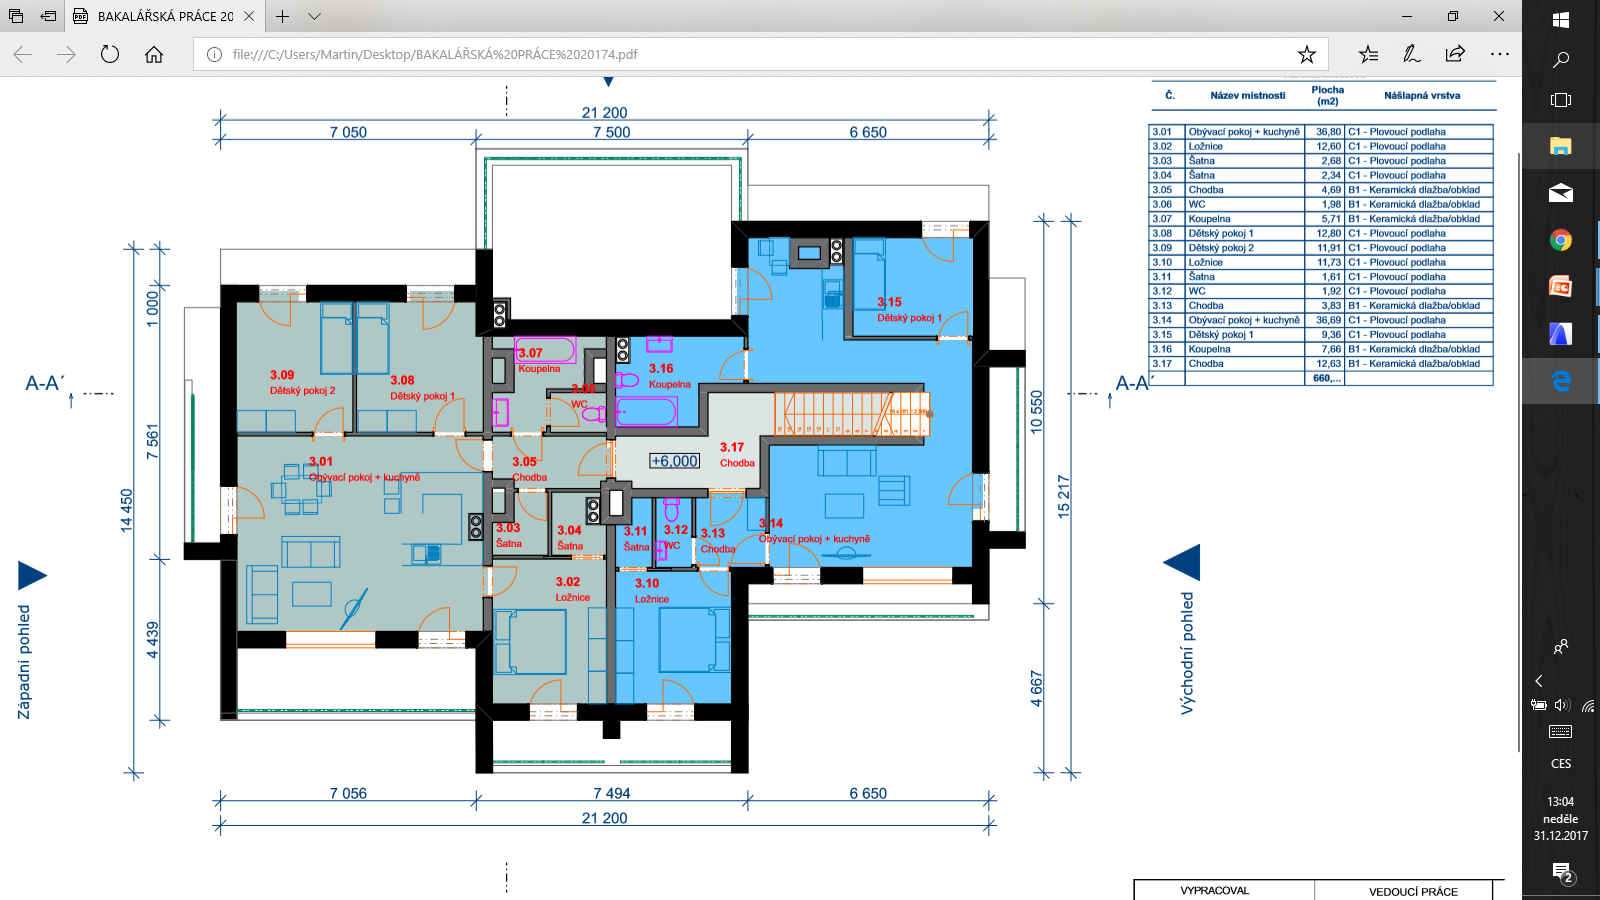 BAKALÁŘSKÁ PRÁCE 20
file:///C:/Users/Martin/Desktop/BAKALÁŘSKÁ%20PRÁCE%2020174.pdf
Č. Název místnosti Plocha (m2) Nášlapná vrstva
3.01 Obývací pokoj + kuchyně 36,80 C1 - Plovoucí podlaha
3.02 Ložnice 12,60 C1 - Plovoucí podlaha
3.03 Šatna 2,68 C1 - Plovoucí podlaha
3.04 Šatna 2,34 C1 - Plovoucí podlaha
3.05 Chodba 4,69 B1 - Keramická dlažba/obklad
3.06 WC 1,98 B1 - Keramická dlažba/obklad
3.07 Koupelna 5,71 B1 - Keramická dlažba/obklad
3.08 Dětský pokoj 1 12,80 C1 - Plovoucí podlaha
3.09 Dětský pokoj 2 11,91 C1 - Plovoucí podlaha
3.10 Ložnice 11,73 C1 - Plovoucí podlaha
3.11 Šatna 1,61 C1 - Plovoucí podlaha
3.12 WC 1,92 C1 - Plovoucí podlaha
3.13 Chodba 3,83 B1 - Keramická dlažba/obklad
3.14 Obývací pokoj + kuchyně 36,69 C1 - Plovoucí podlaha
3.15 Dětský pokoj 1 9,36 C1 - Plovoucí podlaha
3.16 Koupelna 7,66 B1 - Keramická dlažba/obklad
3.17 Chodba 12,63 B1 - Keramická dlažba/obklad
660,...
21 200
7 050 7 500 6 650
1 000
7 561
14 450
4 439
A-A´
A-A´
10 550
15 217
4 667
Západní pohled
Východní pohled
3.15
Dětský pokoj 1
3.07
Koupelna
3.16
Koupelna
3.09
Dětský pokoj 2
3.08
Dětský pokoj 1
3.06
WC
3.17
Chodba
+6,000
3.01
Obývací pokoj + kuchyně
3.05
Chodba
3.03
Šatna
3.04
Šatna
3.11
Šatna
3.12
WC
3.13
Chodba
3.14
Obývací pokoj + kuchyně
3.02
Ložnice
3.10
Ložnice
7 056 7 494 6 650
21 200
VYPRACOVAL VEDOUCÍ PRÁCE
CES
13:04
neděle
31.12.2017
2